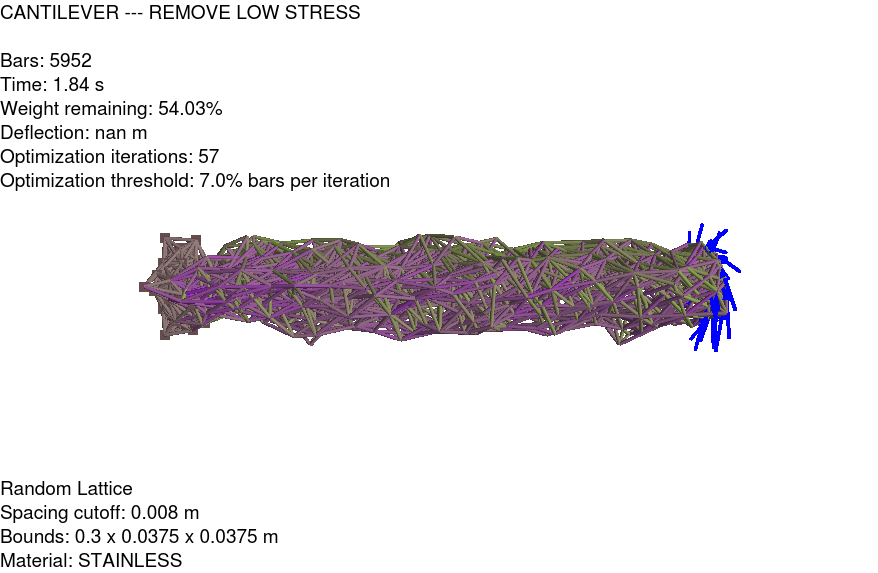 CANTILEVER --- REMOVE LOW STRESS
Bars: 5952
Time: 1.84 s
Weight remaining: 54.03%
Deflection: nan m
Optimization iterations: 57
Optimization threshold: 7.0% bars per iteration
Random Lattice
Spacing cutoff: 0.008 m
Bounds: 0.3 x 0.0375 x 0.0375 m
Material: STAINLESS